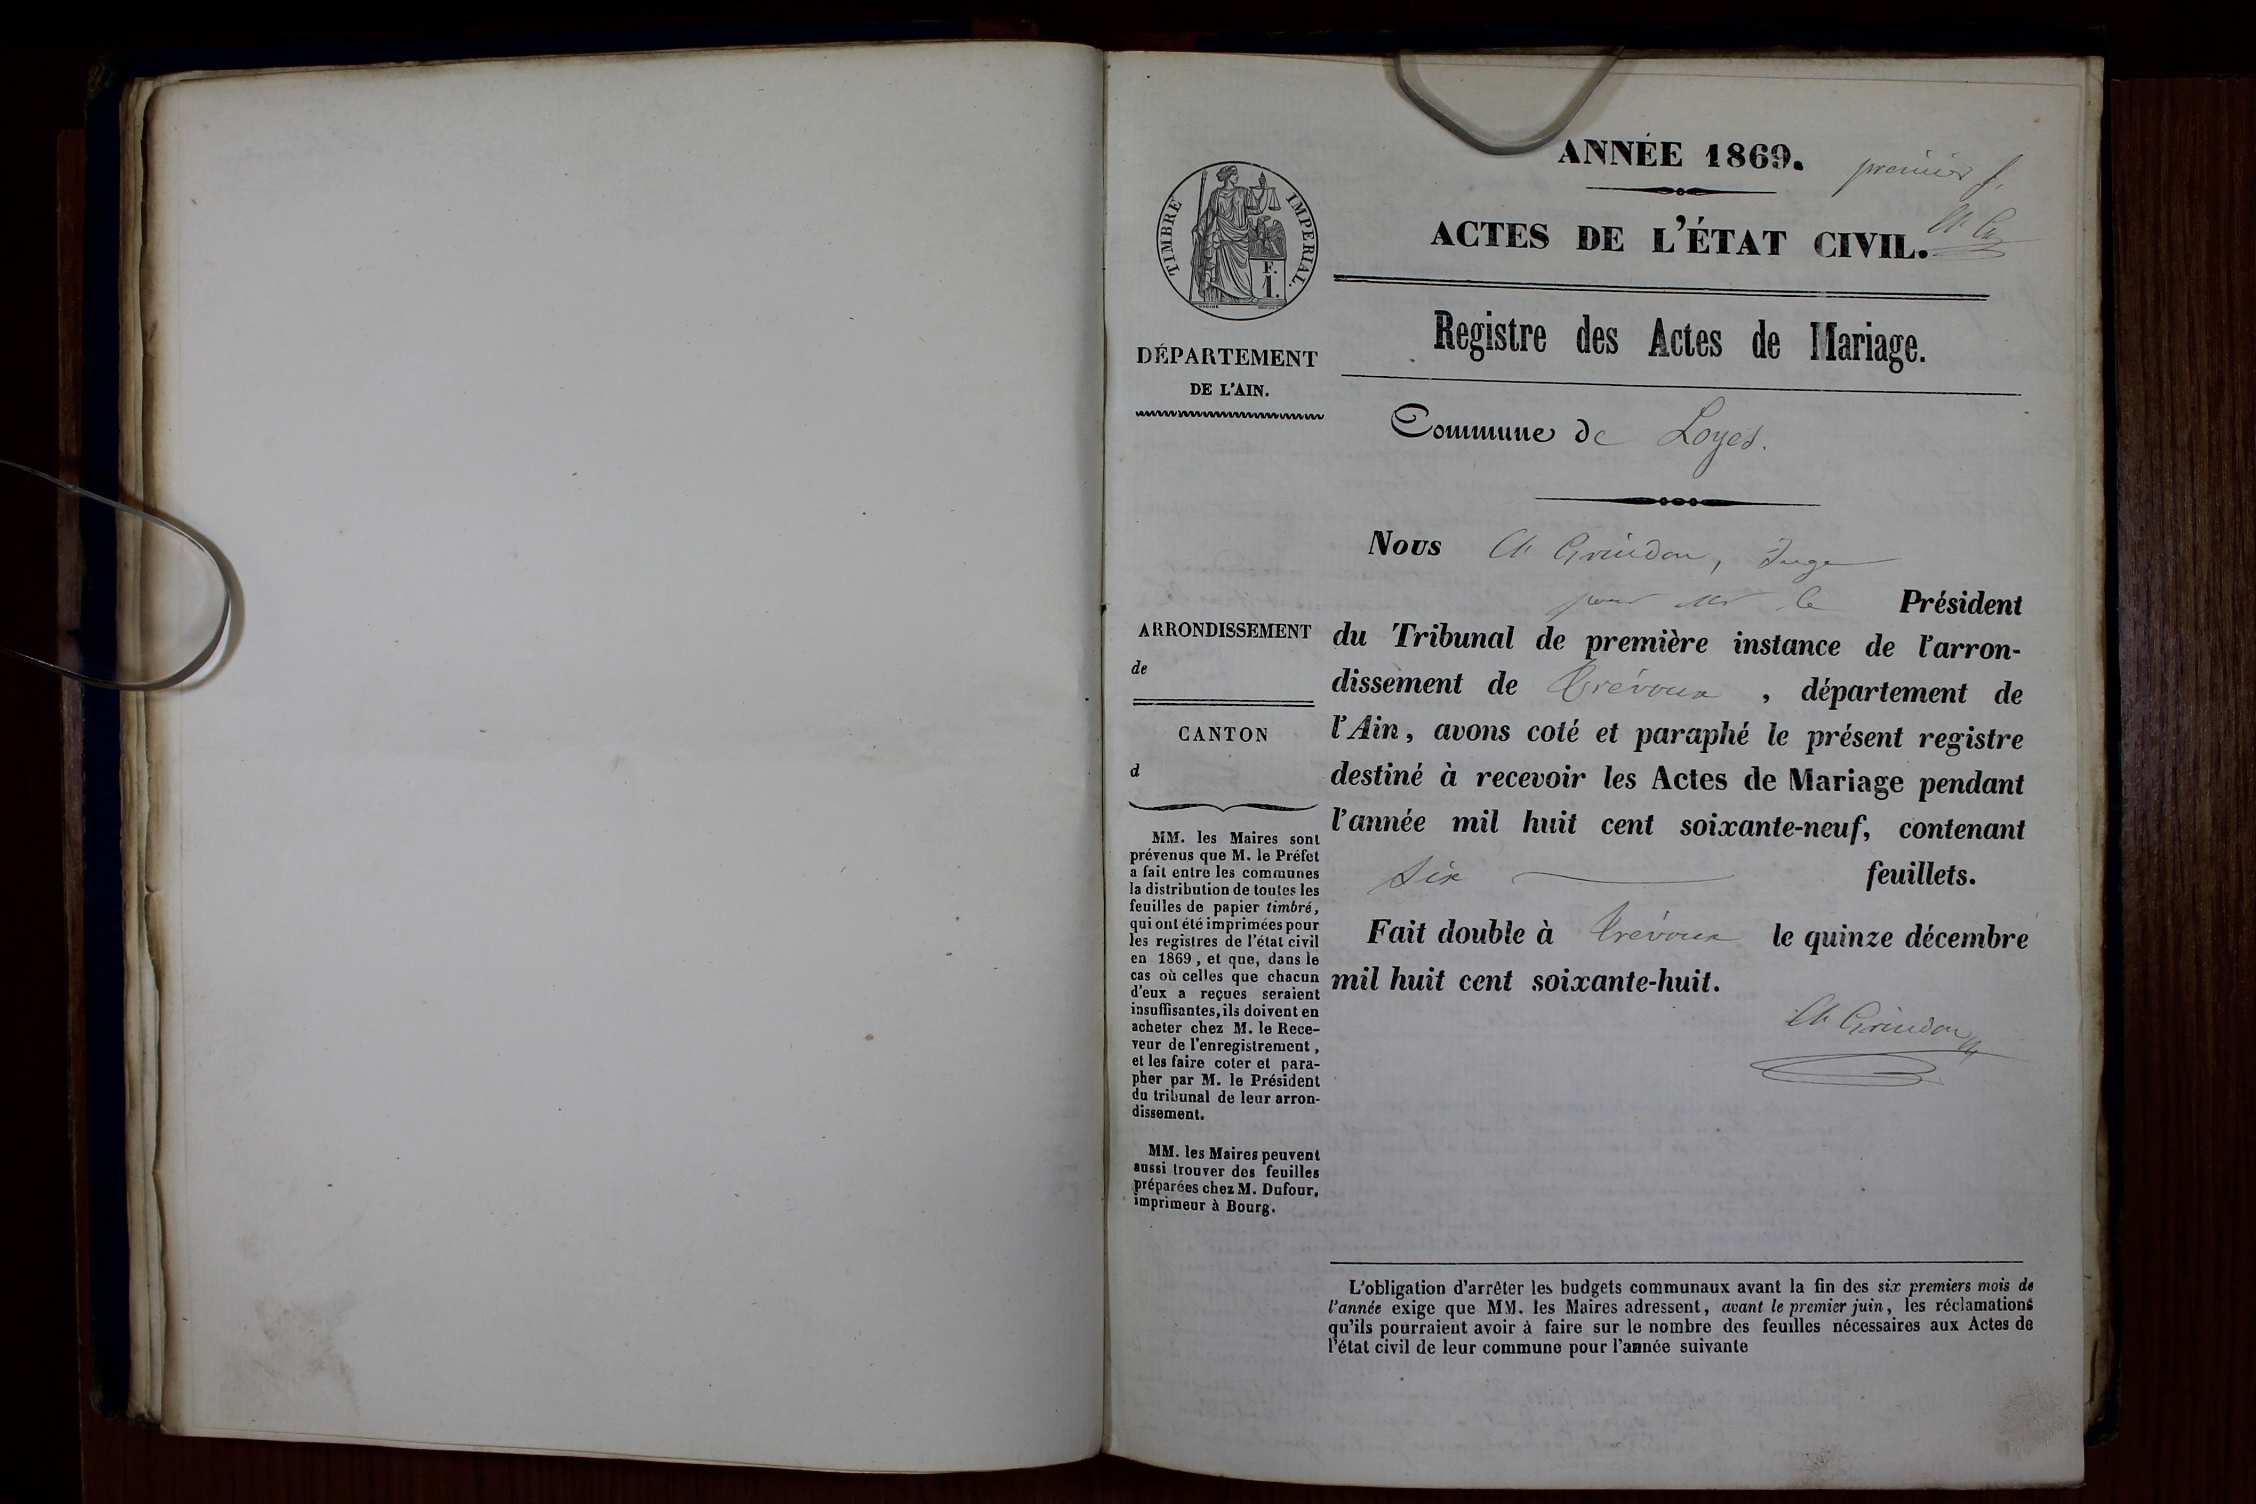 ANNÉE 1869.
premier f.
ACTES DE L'ÉTAT CIVIL.
TIMBRE IMPERIAL.
F.
1.
Registre des Actes de Mariage.
DÉPARTEMENT
DE L'AIN.
Commune de Loyes.
Nous Ch Grindon, Juge
pour Mr le Président
du Tribunal de première instance de l'arron-
dissement de Trévoux , département de
l'Ain, avons coté et paraphé le présent registre
destiné à recevoir les Actes de Mariage pendant
l'année mil huit cent soixante-neuf, contenant
six feuillets.
Fait double à Trévoux le quinze décembre
mil huit cent soixante-huit.
Ch Grindon
ARRONDISSEMENT
de
CANTON
d
MM. les Maires sont
prévenus que M. le Préfet
a fait entre les communes
la distribution de toutes les
feuilles de papier timbré,
qui ont été imprimées pour
les registres de l'état civil
en 1869, et que, dans le
cas où celles que chacun
d'eux a reçues seraient
insuffisantes, ils doivent en
acheter chez M. le Rece-
veur de l'enregistrement,
et les faire coter et para-
pher par M. le Président
du tribunal de leur arron-
dissement.
MM. les Maires peuvent
aussi trouver des feuilles
préparées chez M. Dufour,
imprimeur à Bourg.
L'obligation d'arrêter les budgets communaux avant la fin des six premiers mois de
l'année exige que MM. les Maires adressent, avant le premier juin, les réclamations
qu'ils pourraient avoir à faire sur le nombre des feuilles nécessaires aux Actes de
l'état civil de leur commune pour l'année suivante